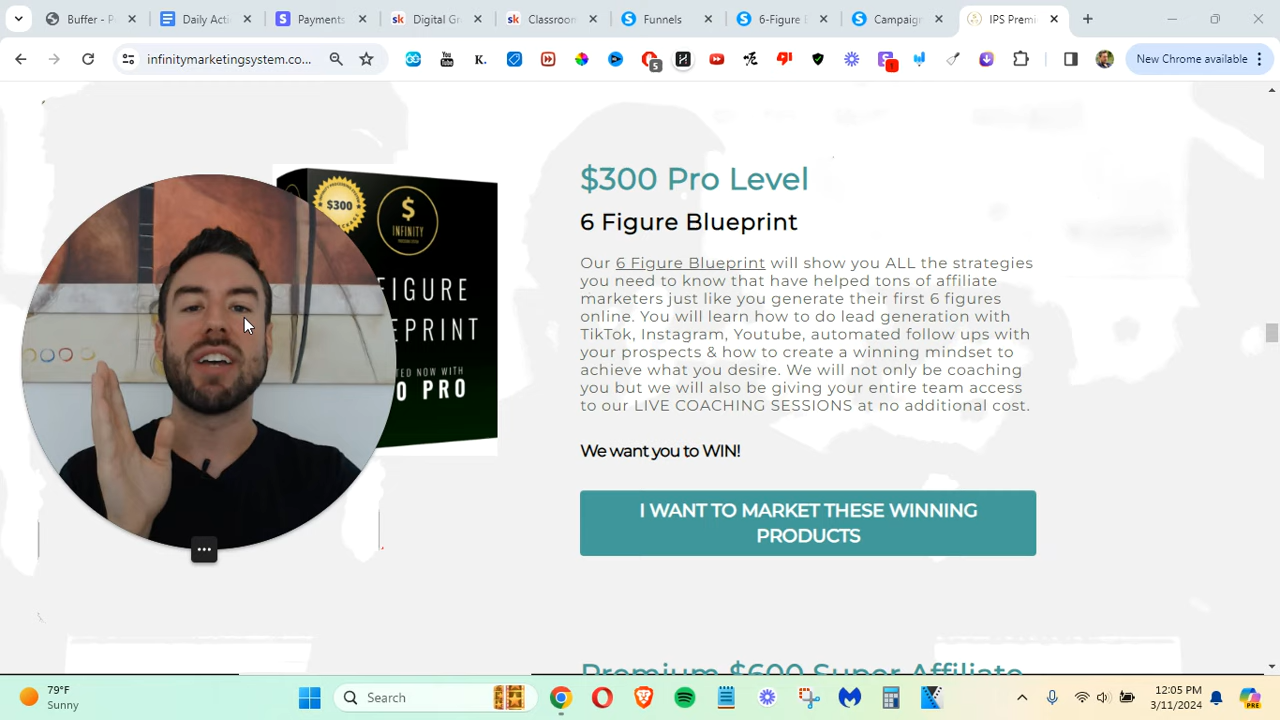 Buffer - P
Daily Acti
Payments
Digital Gr
Classroom
Funnels
6-Figure B
Campaign
IPS Premi
infinitymarketingsystem.co...
K.
5
1
New Chrome available
$300
$
INFINITY
FIGURE
EPRINT
ATED NOW WITH
O PRO
$300 Pro Level
6 Figure Blueprint
Our 6 Figure Blueprint will show you ALL the strategies
you need to know that have helped tons of affiliate
marketers just like you generate their first 6 figures
online. You will learn how to do lead generation with
TikTok, Instagram, Youtube, automated follow ups with
your prospects & how to create a winning mindset to
achieve what you desire. We will not only be coaching
you but we will also be giving your entire team access
to our LIVE COACHING SESSIONS at no additional cost.
We want you to WIN!
I WANT TO MARKET THESE WINNING
PRODUCTS
Premium $600 Super Affiliate
79°F
Sunny
Search
12:05 PM
3/11/2024